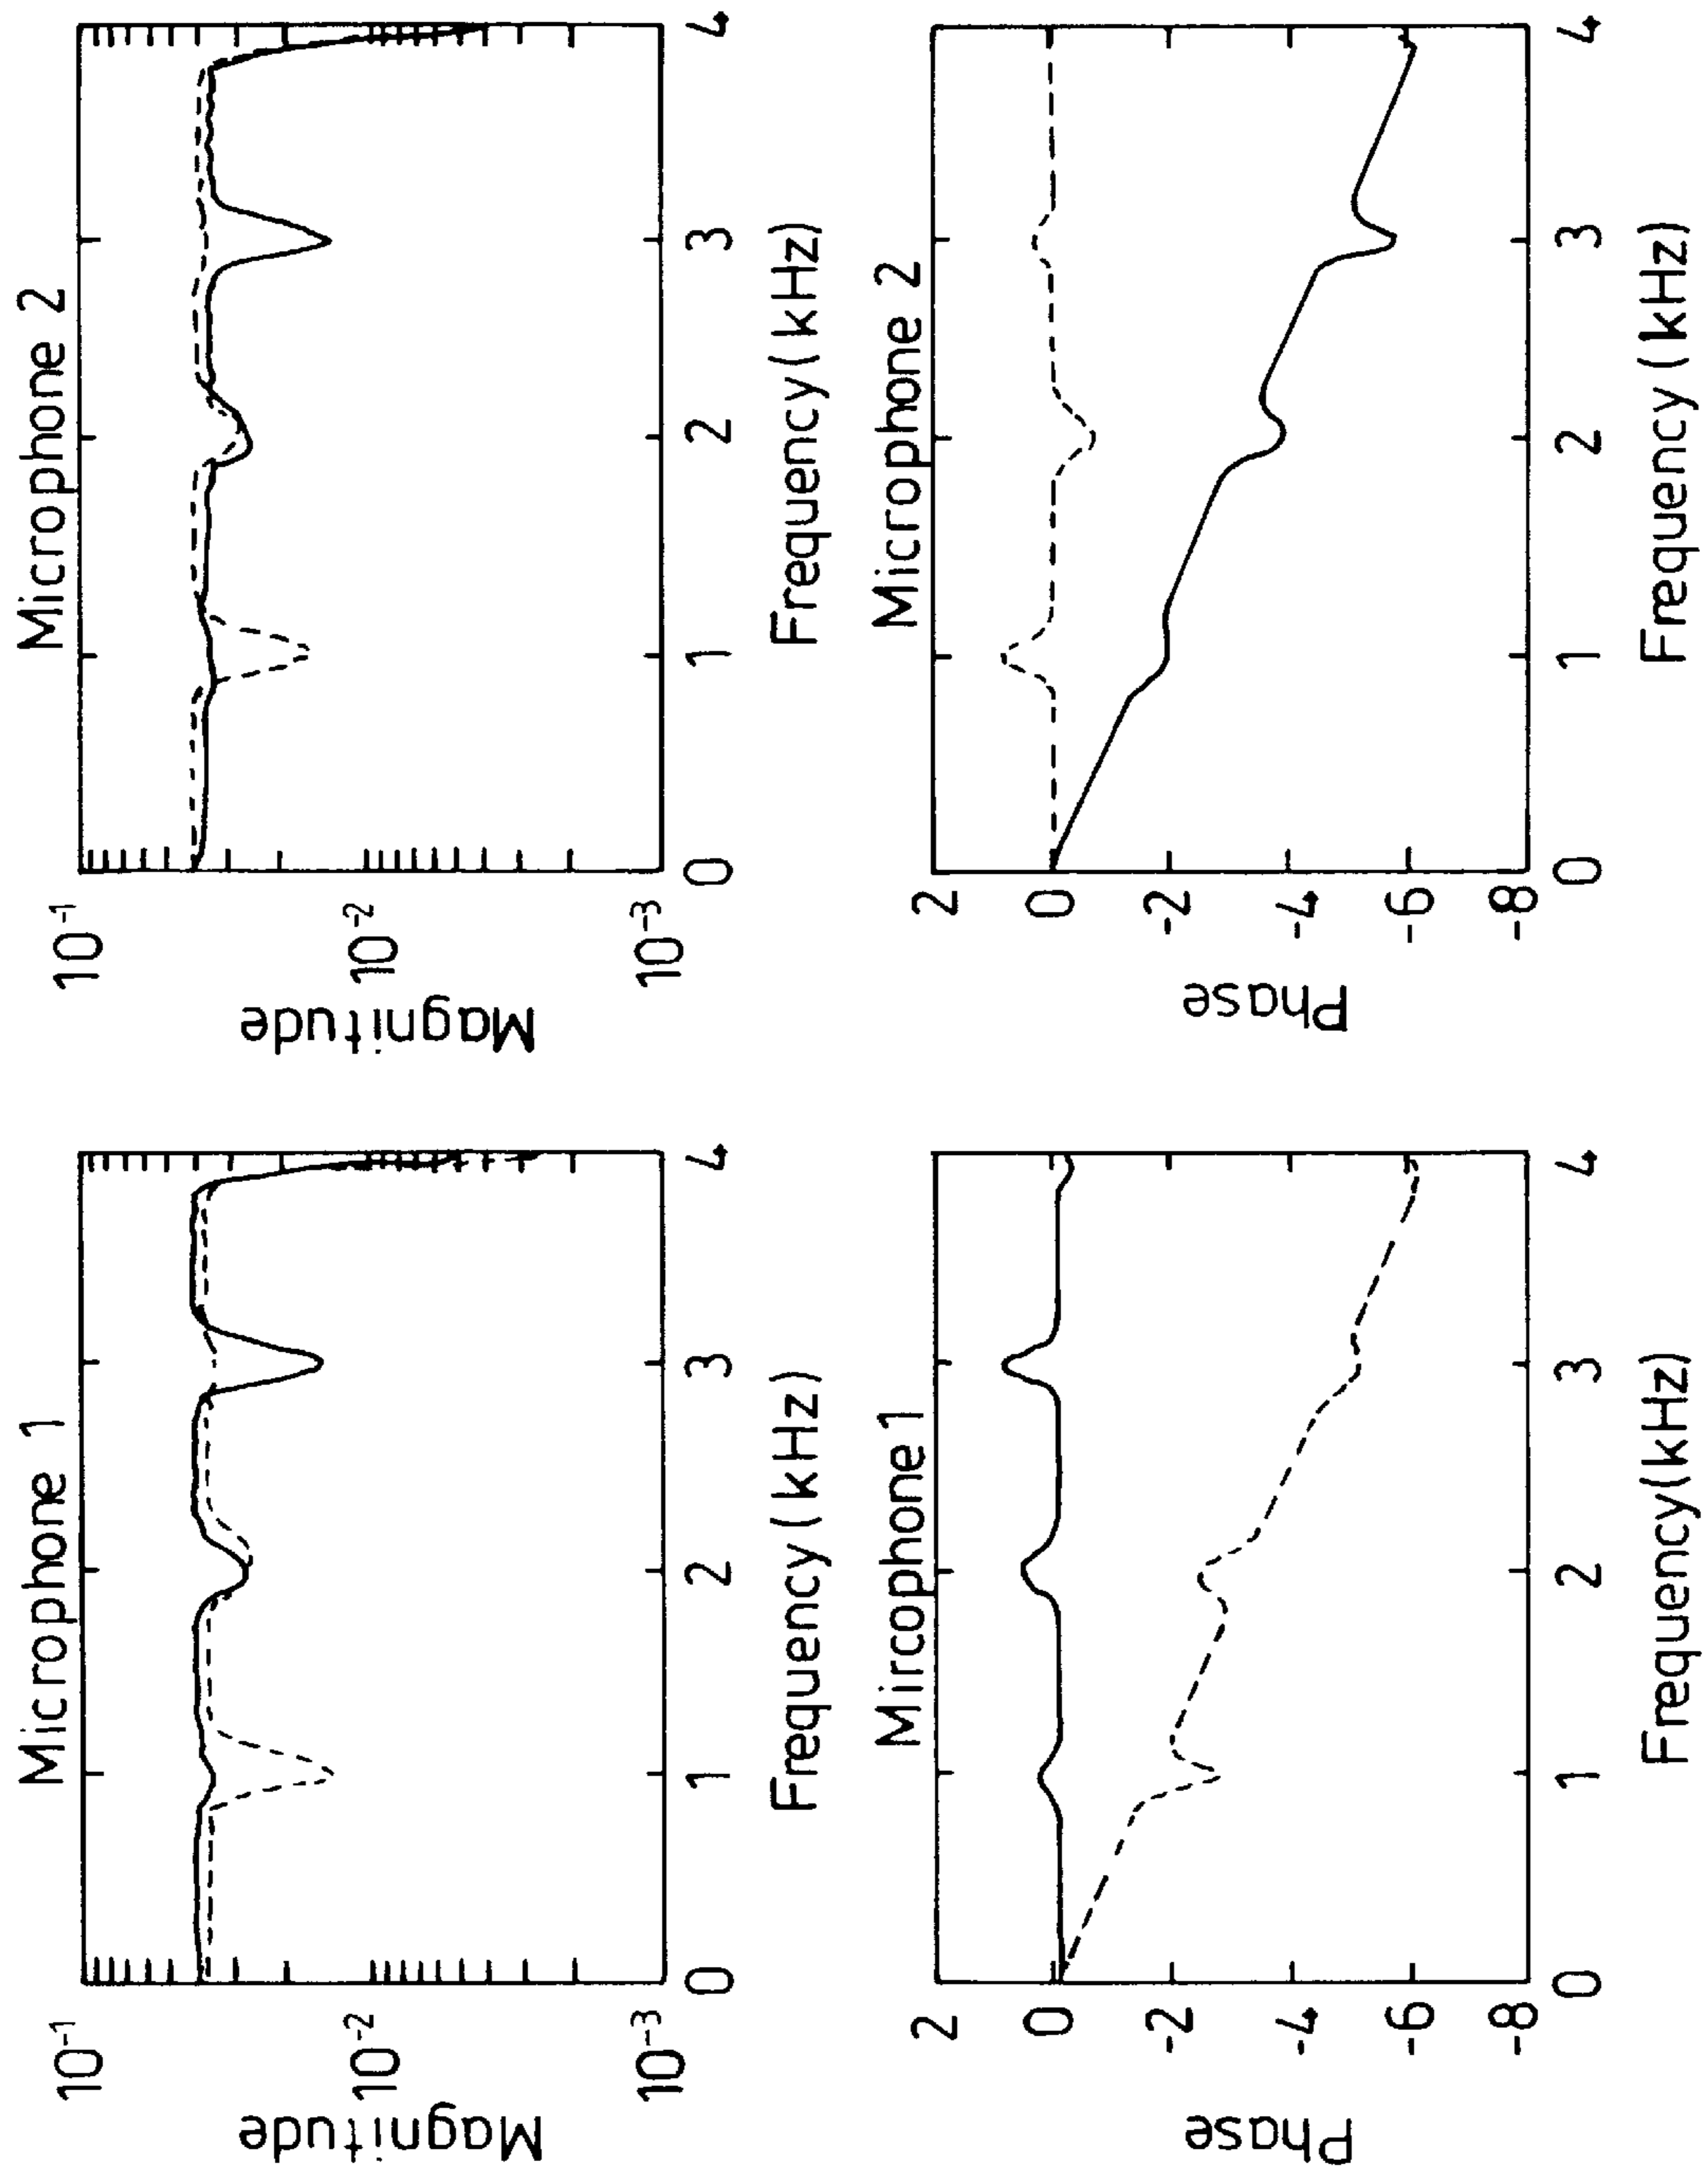 Microphone 1
10⁻¹
10⁻²
10⁻³
Magnitude
0 1 2 3 4
Frequency (kHz)
Microphone 2
10⁻¹
10⁻²
10⁻³
Magnitude
0 1 2 3 4
Frequency (kHz)
Mircophone 1
2
0
-2
-4
-6
-8
Phase
0 1 2 3 4
Frequency (kHz)
Microphone 2
2
0
-2
-4
-6
-8
Phase
0 1 2 3 4
Frequency (kHz)